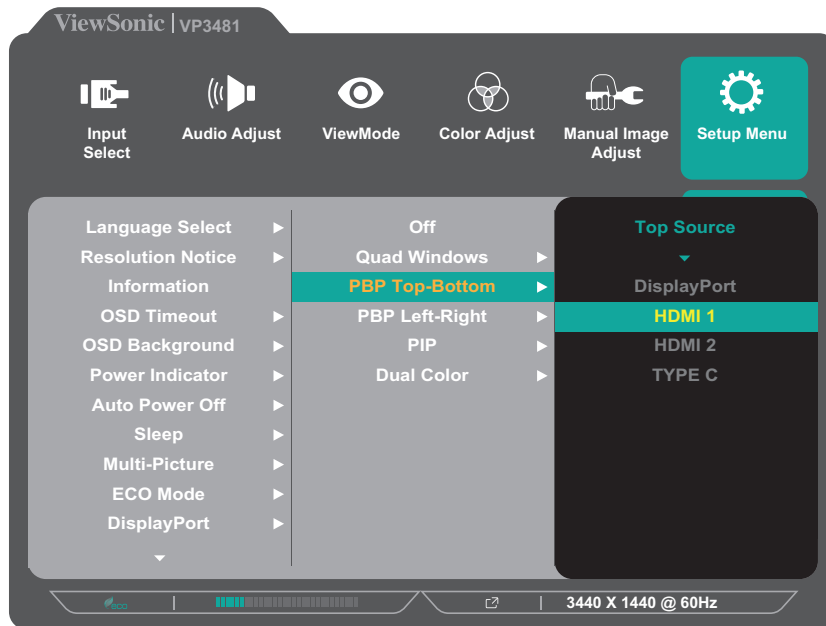 ViewSonic | VP3481
Input
Select
Audio Adjust
ViewMode
Color Adjust
Manual Image
Adjust
Setup Menu
Language Select
Resolution Notice
Information
OSD Timeout
OSD Background
Power Indicator
Auto Power Off
Sleep
Multi-Picture
ECO Mode
DisplayPort
Off
Quad Windows
PBP Top-Bottom
PBP Left-Right
PIP
Dual Color
Top Source
DisplayPort
HDMI 1
HDMI 2
TYPE C
ECO
3440 X 1440 @ 60Hz